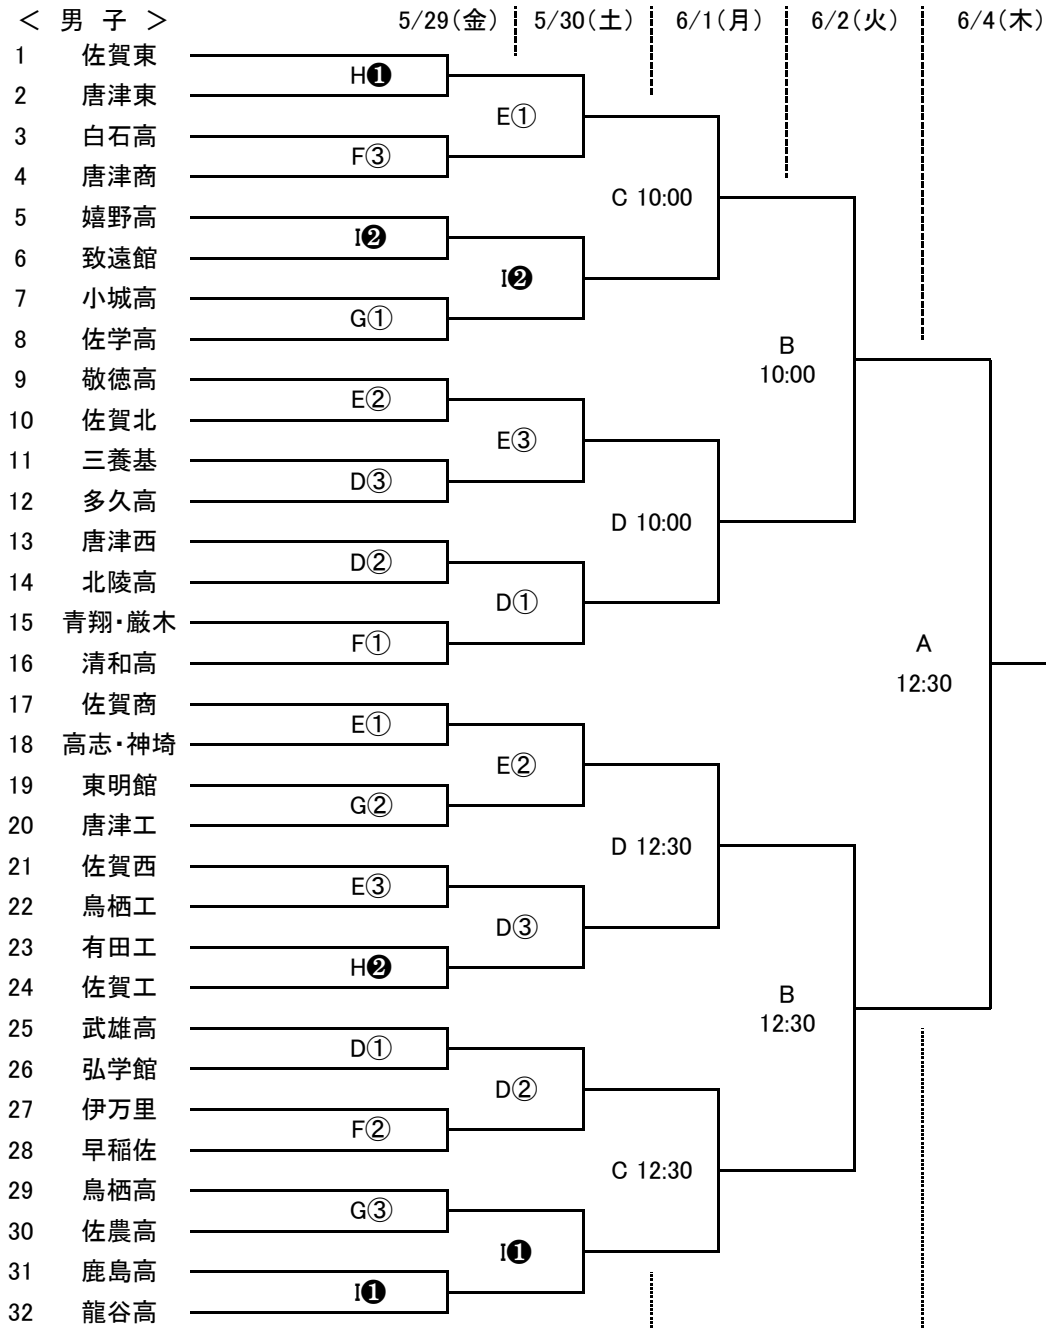 ＜ 男 子 ＞ 5/29(金) 5/30(土) 6/1(月) 6/2(火) 6/4(木)
1 佐賀東
H❶
2 唐津東
E①
3 白石高
F③
4 唐津商
C 10:00
5 嬉野高
I❷
6 致遠館
I❷
7 小城高
G①
8 佐学高
B
10:00
9 敬徳高
E②
10 佐賀北
E③
11 三養基
D③
12 多久高
D 10:00
13 唐津西
D②
14 北陵高
D①
15 青翔・厳木
F①
16 清和高
A
12:30
17 佐賀商
E①
18 高志・神埼
E②
19 東明館
G②
20 唐津工
D 12:30
21 佐賀西
E③
22 鳥栖工
D③
23 有田工
H❷
24 佐賀工
B
12:30
25 武雄高
D①
26 弘学館
D②
27 伊万里
F②
28 早稲佐
C 12:30
29 鳥栖高
G③
30 佐農高
I❶
31 鹿島高
I❶
32 龍谷高